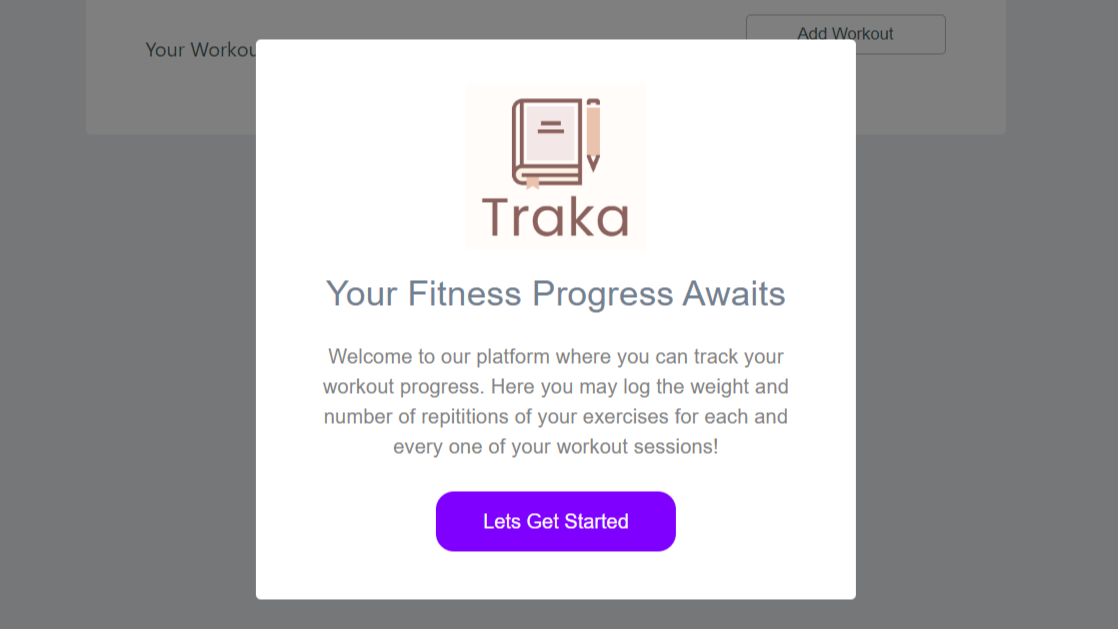 Add Workout
Your Workou
Traka
Your Fitness Progress Awaits
Welcome to our platform where you can track your
workout progress. Here you may log the weight and
number of repititions of your exercises for each and
every one of your workout sessions!
Lets Get Started